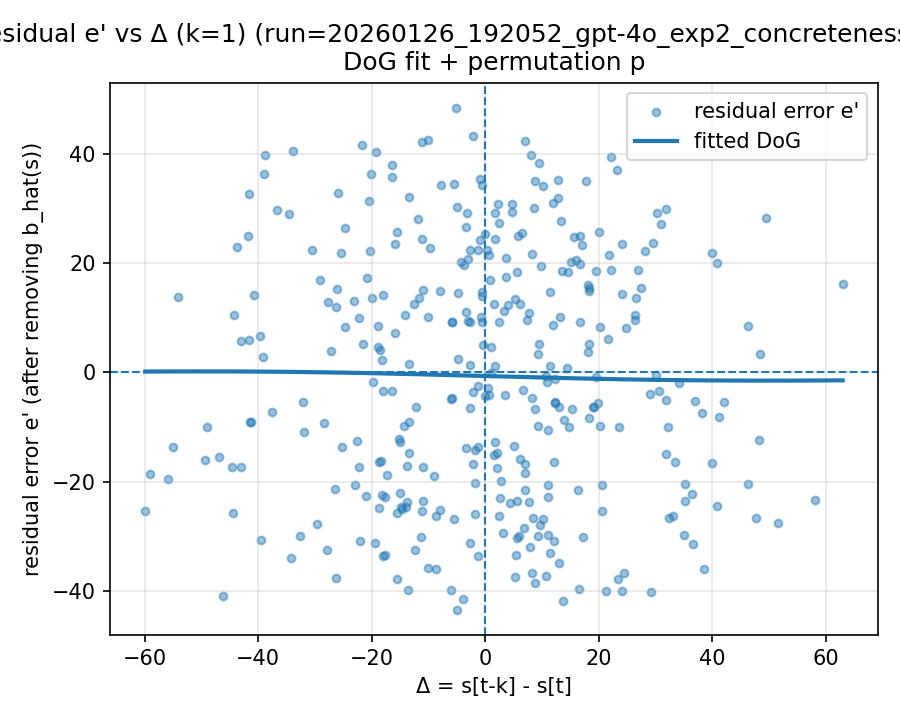 esidual e' vs Δ (k=1) (run=20260126_192052_gpt-4o_exp2_concreteness
DoG fit + permutation p
residual error e'
fitted DoG
residual error e' (after removing b_hat(s))
40
20
0
−20
−40
−60 −40 −20 0 20 40 60
Δ = s[t-k] - s[t]